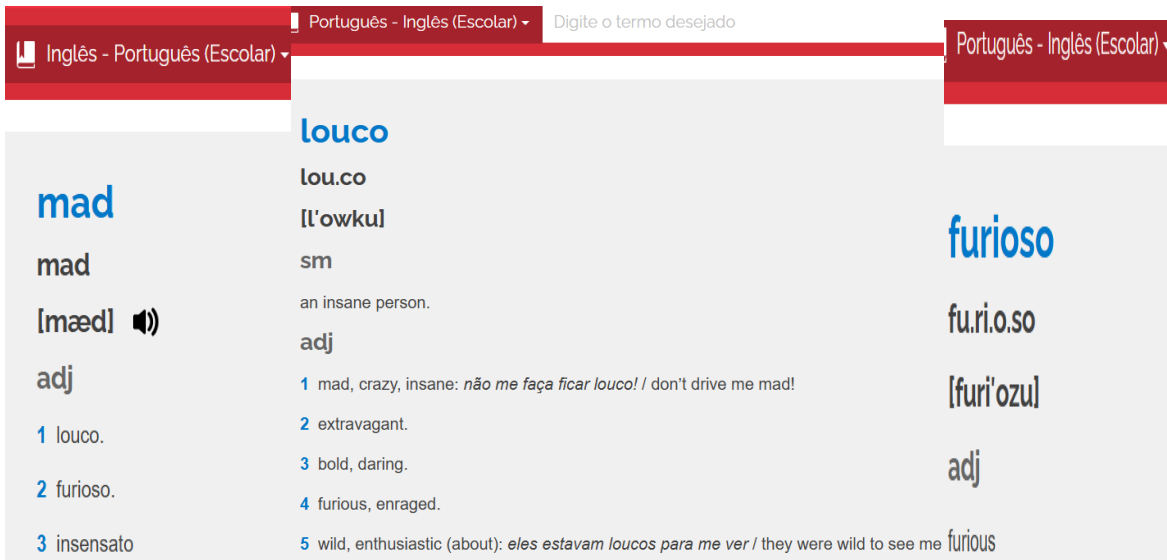 Inglês - Português (Escolar)
mad
mad
[mæd]
adj
1 louco.
2 furioso.
3 insensato
Português - Inglês (Escolar)
Digite o termo desejado
louco
lou.co
[l'owku]
sm
an insane person.
adj
1 mad, crazy, insane: não me faça ficar louco! / don't drive me mad!
2 extravagant.
3 bold, daring.
4 furious, enraged.
5 wild, enthusiastic (about): eles estavam loucos para me ver / they were wild to see me
Português - Inglês (Escolar)
furioso
fu.ri.o.so
[furi'ozu]
adj
furious